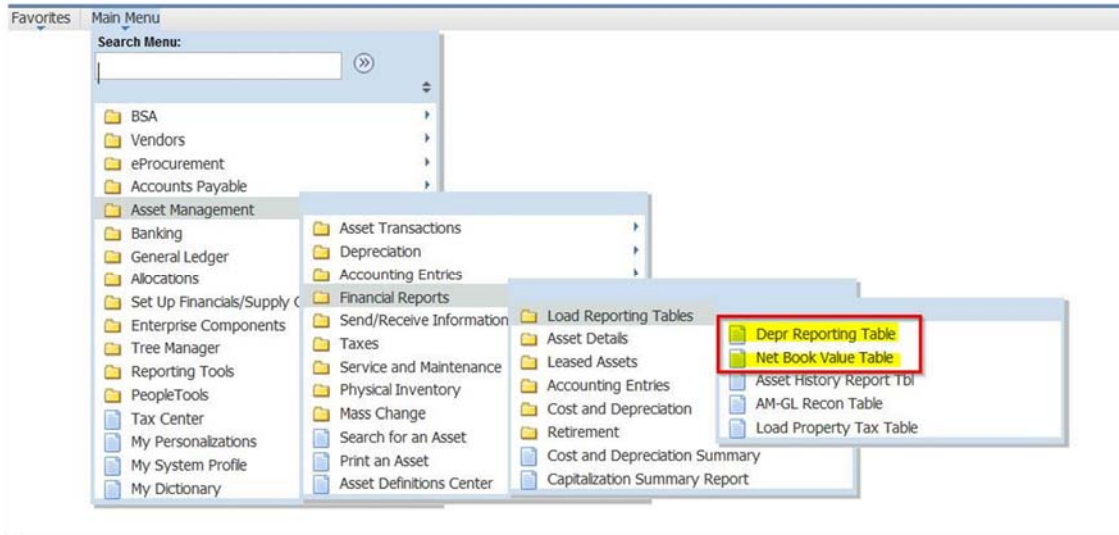 Favorites
Main Menu
Search Menu:
BSA
Vendors
eProcurement
Accounts Payable
Asset Management
Banking
General Ledger
Allocations
Set Up Financials/Supply
Enterprise Components
Tree Manager
Reporting Tools
PeopleTools
Tax Center
My Personalizations
My System Profile
My Dictionary
Asset Transactions
Depreciation
Accounting Entries
Financial Reports
Send/Receive Information
Taxes
Service and Maintenance
Physical Inventory
Mass Change
Search for an Asset
Print an Asset
Asset Definitions Center
Load Reporting Tables
Asset Details
Leased Assets
Accounting Entries
Cost and Depreciation
Retirement
Cost and Depreciation Summary
Capitalization Summary Report
Depr Reporting Table
Net Book Value Table
Asset History Report Tbl
AM-GL Recon Table
Load Property Tax Table